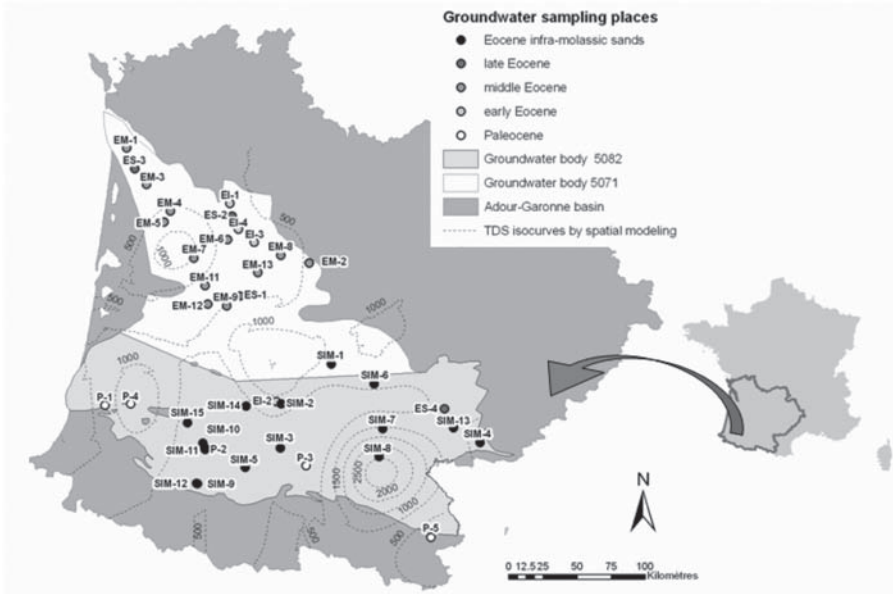 Groundwater sampling places
Eocene infra-molassic sands
late Eocene
middle Eocene
early Eocene
Paleocene
Groundwater body 5082
Groundwater body 5071
Adour-Garonne basin
TDS isocurves by spatial modeling
EM-1
ES-3
EM-3
EI-1
EM-4
ES-2
EM-5
EI-4
500
EM-6
EI-3
500
EM-8
1000
EM-7
EM-2
EM-13
EM-11
500
EM-9
ES-1
EM-12
1000
1000
SIM-1
1000
SIM-6
P-1
P-4
EI-2
SIM-2
SIM-14
ES-4
SIM-15
SIM-7
SIM-13
SIM-10
SIM-4
SIM-11
P-2
SIM-3
SIM-8
SIM-5
P-3
1500
2500
SIM-12
SIM-9
2000
1000
500
500
500
P-5
N
0 12.5 25 50 75 100
Kilomètres